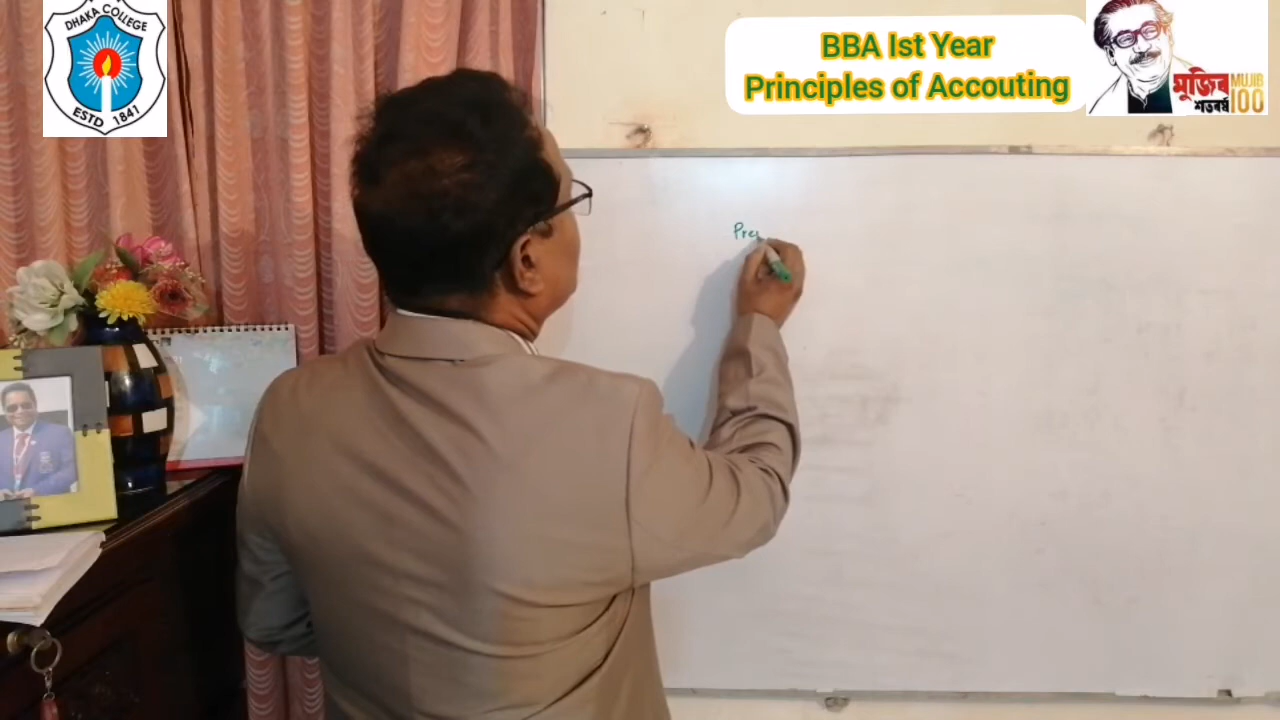 DHAKA COLLEGE
ESTD 1841
BBA Ist Year
Principles of Accouting
মুজিব MUJIB
শতবর্ষ 100
Pre